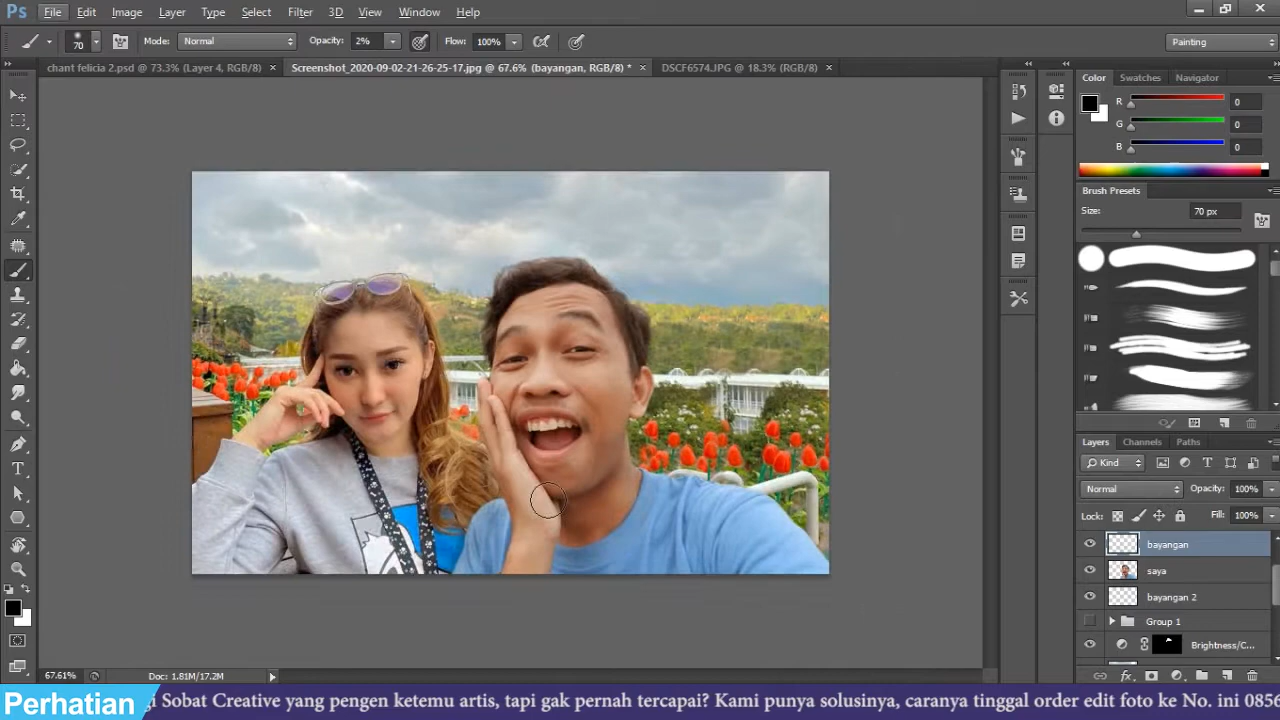 Ps File Edit Image Layer Type Select Filter 3D View Window Help
70 Mode: Normal Opacity: 2% Flow: 100% Painting
chant felicia 2.psd @ 73.3% (Layer 4, RGB/8) × Screenshot_2020-09-02-21-26-25-17.jpg @ 67.6% (bayangan, RGB/8) * × DSCF6574.JPG @ 18.3% (RGB/8) ×
Color Swatches Navigator
R 0
G 0
B 0
Brush Presets
Size: 70 px
Layers Channels Paths
Kind
Normal Opacity: 100%
Lock: Fill: 100%
bayangan
saya
bayangan 2
Group 1
Brightness/C...
67.61% Doc: 1.81M/17.2M
Perhatian gi Sobat Creative yang pengen ketemu artis, tapi gak pernah tercapai? Kami punya solusinya, caranya tinggal order edit foto ke No. ini 0856